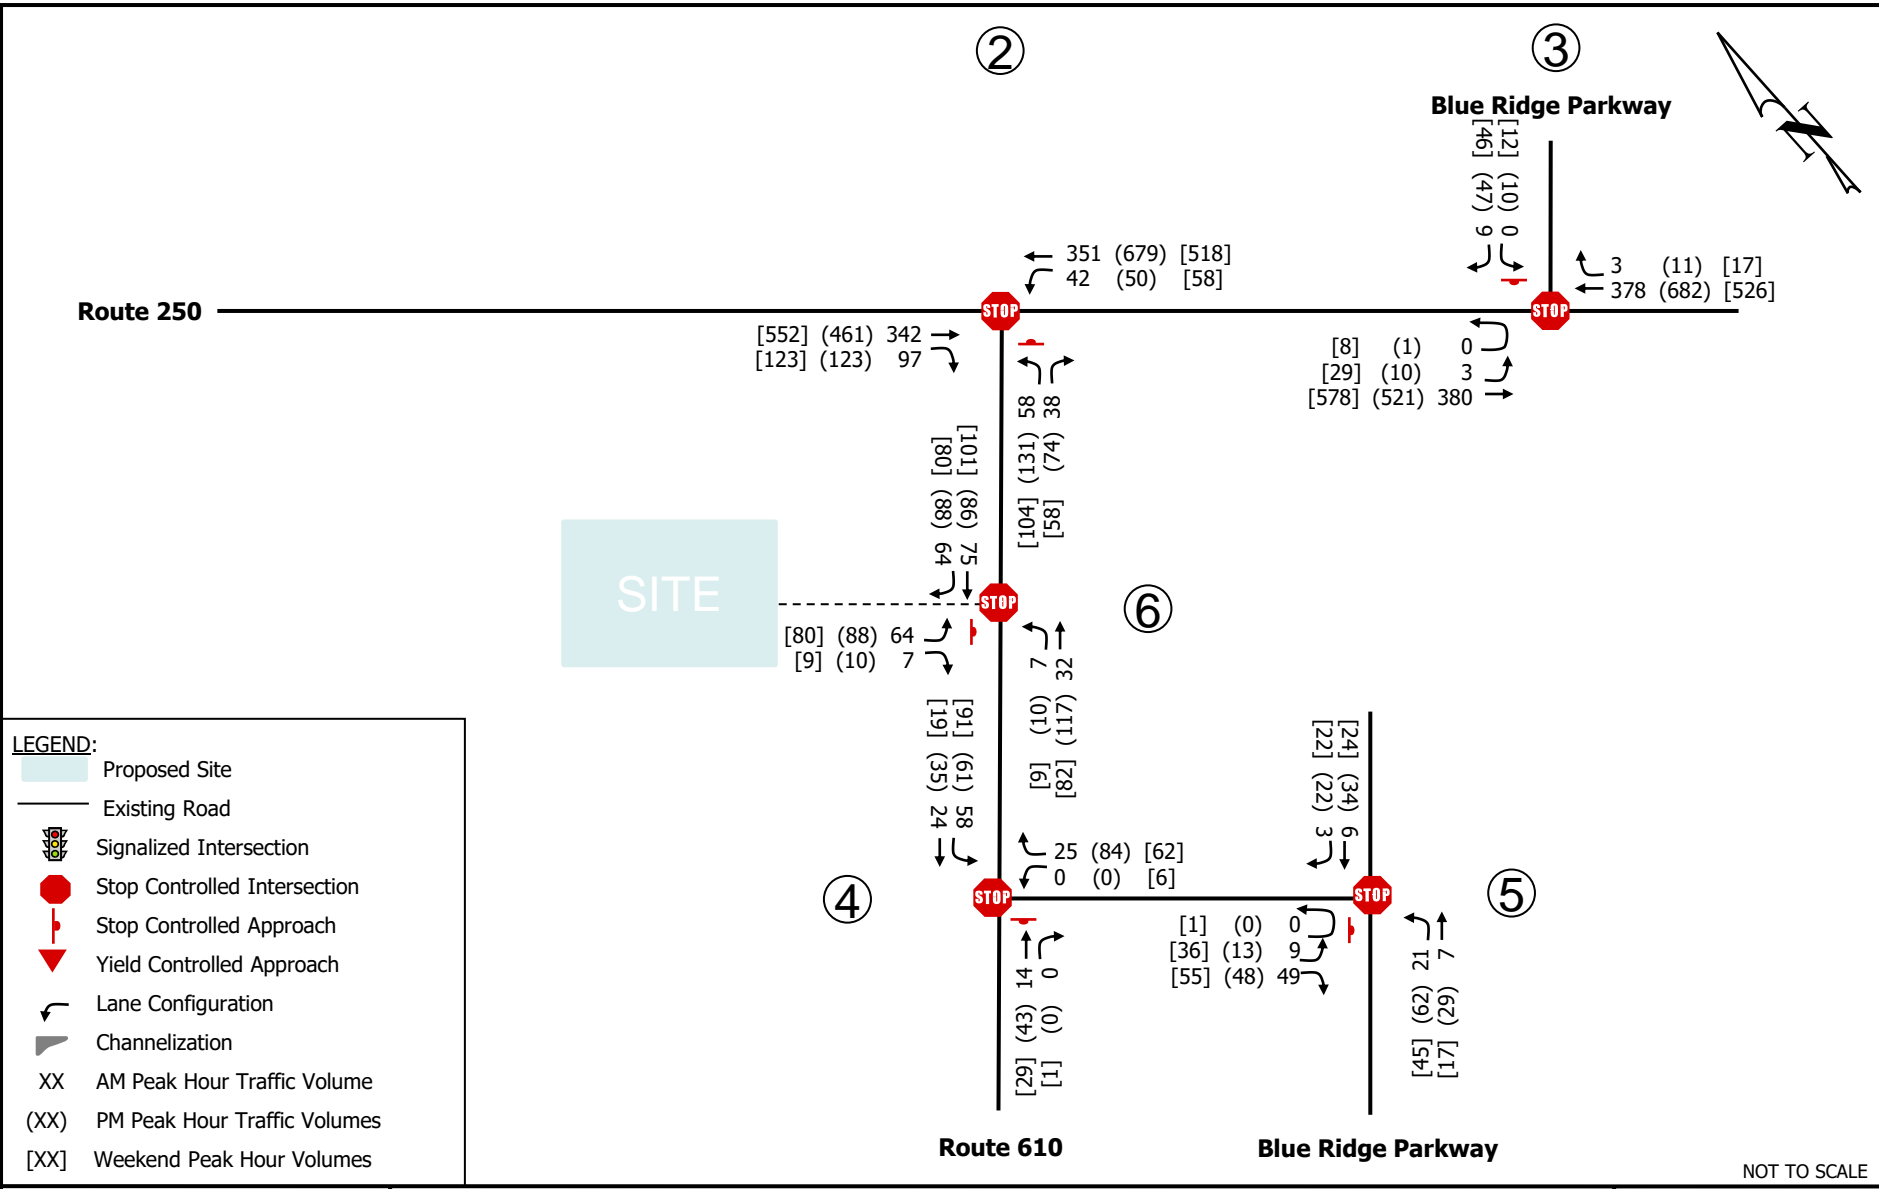 ②
③
Blue Ridge Parkway
[12] (10) 0
[46] (47) 9
351 (679) [518]
42 (50) [58]
3 (11) [17]
378 (682) [526]
Route 250
STOP
STOP
[552] (461) 342
[123] (123) 97
[8] (1) 0
[29] (10) 3
[578] (521) 380
[104] (131) 58
[58] (74) 38
[101] (86) 75
[80] (88) 64
SITE
STOP
⑥
[80] (88) 64
[9] (10) 7
[9] (10) 7
[82] (117) 32
[91] (61) 58
[19] (35) 24
[24] (34) 6
[22] (22) 3
25 (84) [62]
0 (0) [6]
④
STOP
STOP
⑤
[1] (0) 0
[36] (13) 9
[55] (48) 49
[29] (43) 14
[1] (0) 0
[45] (62) 21
[17] (29) 7
Route 610
Blue Ridge Parkway
LEGEND:
Proposed Site
Existing Road
Signalized Intersection
Stop Controlled Intersection
Stop Controlled Approach
Yield Controlled Approach
Lane Configuration
Channelization
XX AM Peak Hour Traffic Volume
(XX) PM Peak Hour Traffic Volumes
[XX] Weekend Peak Hour Volumes
N
NOT TO SCALE